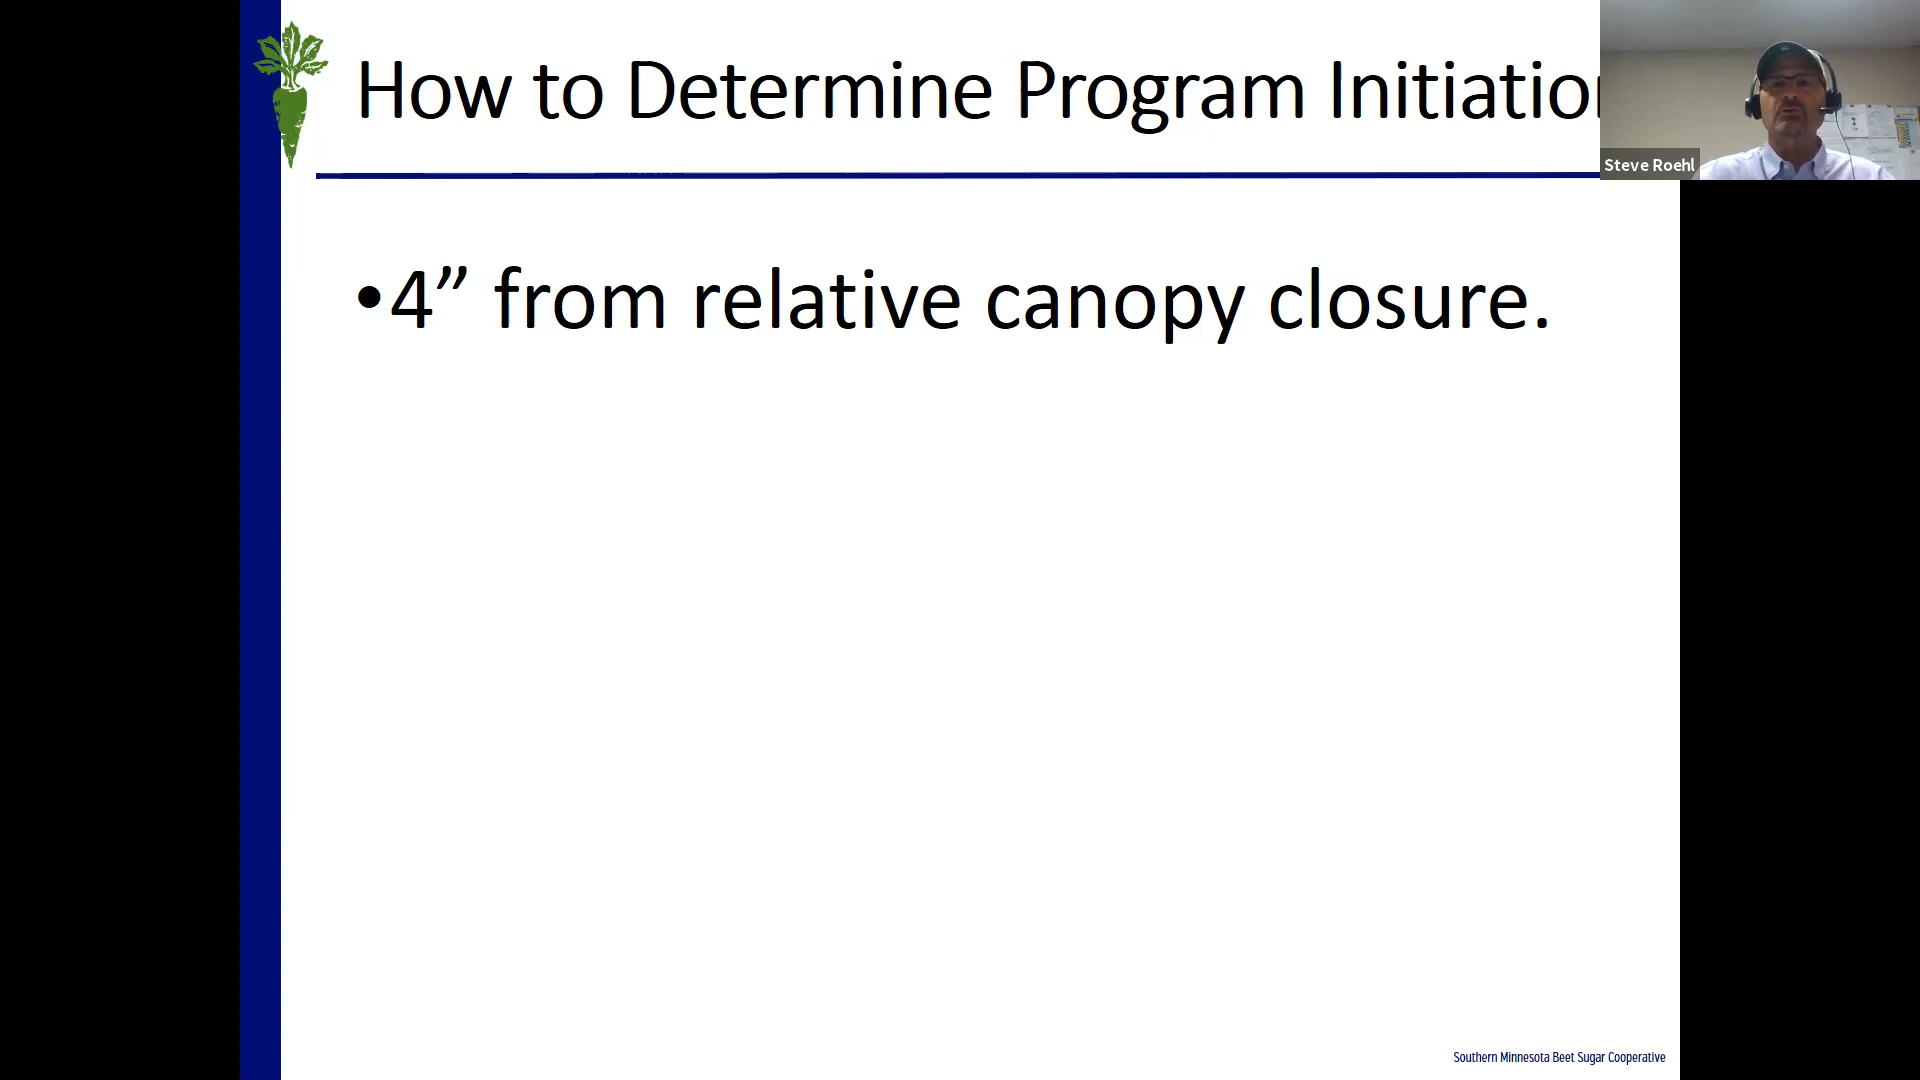 How to Determine Program Initiation
Steve Roehl
•4” from relative canopy closure.
Southern Minnesota Beet Sugar Cooperative